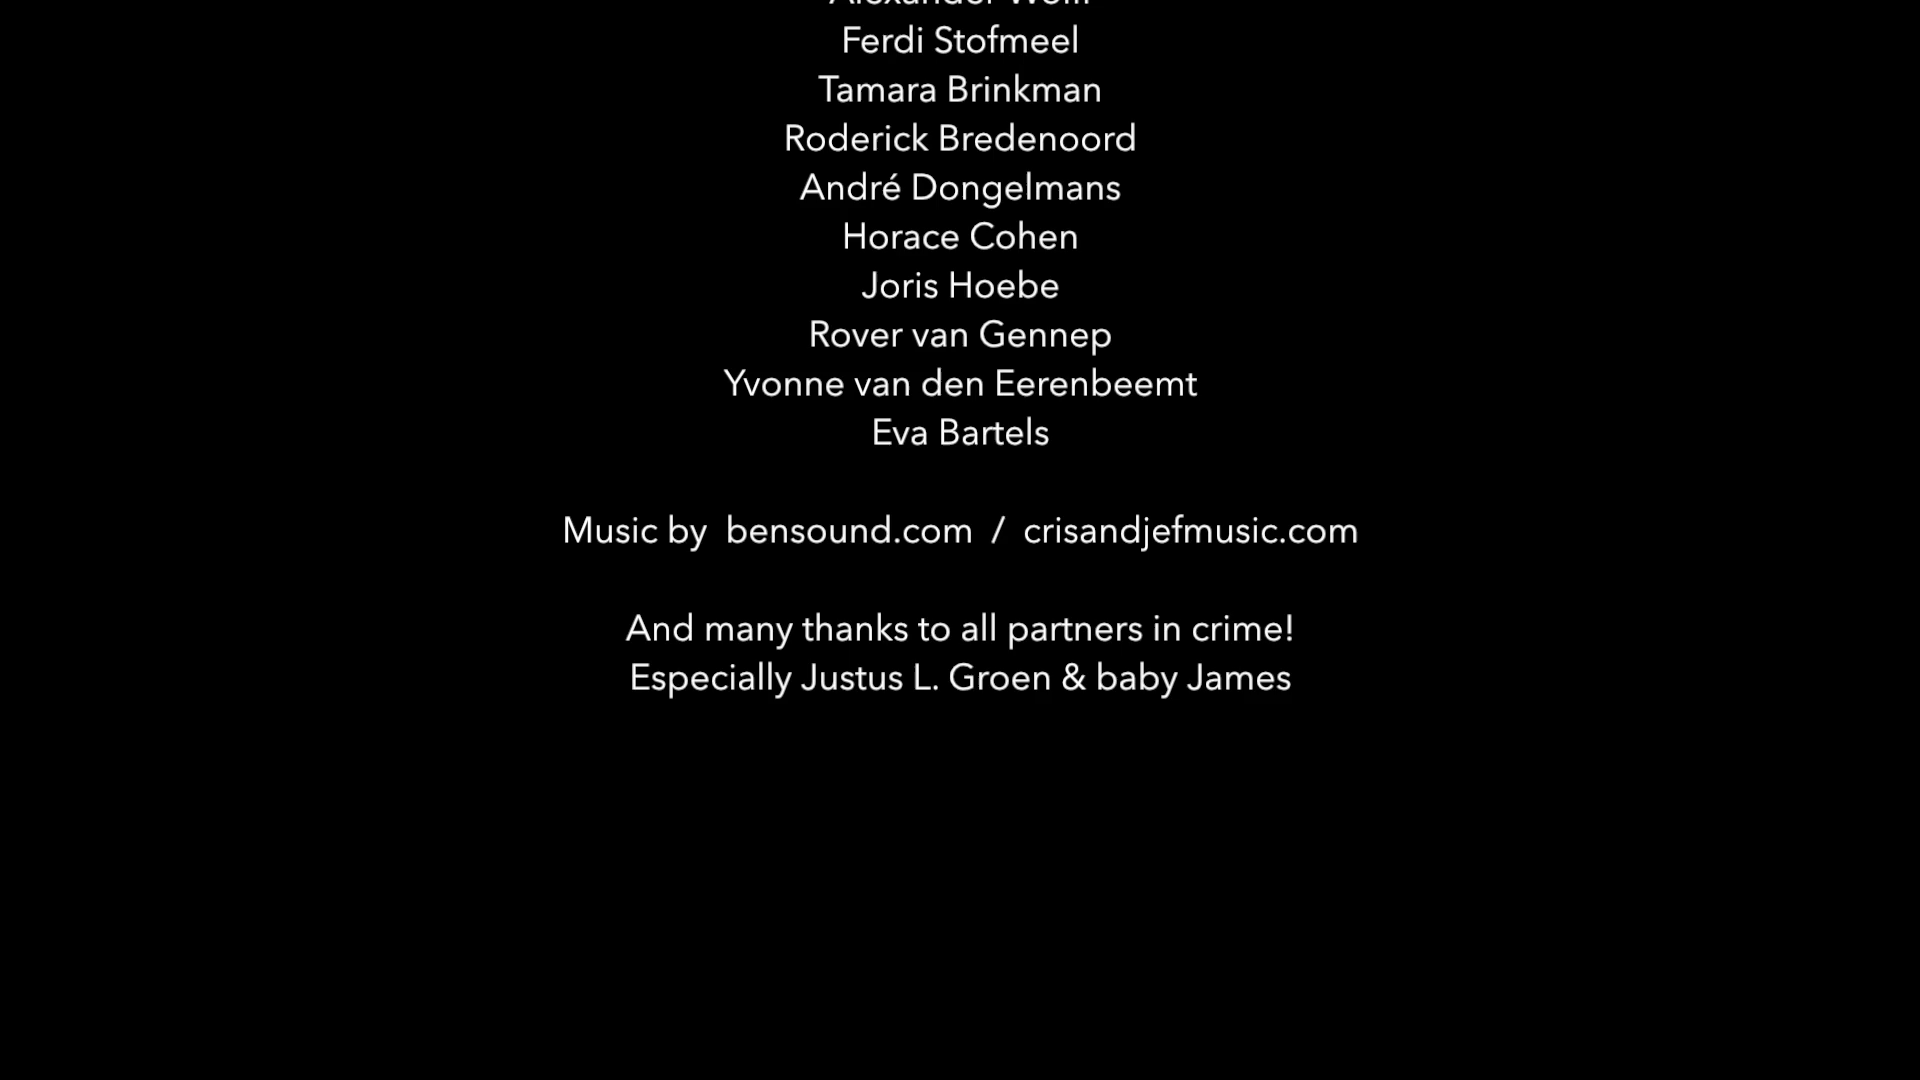 Alexander
Ferdi Stofmeel
Tamara Brinkman
Roderick Bredenoord
André Dongelmans
Horace Cohen
Joris Hoebe
Rover van Gennep
Yvonne van den Eerenbeemt
Eva Bartels
Music by bensound.com / crisandjefmusic.com
And many thanks to all partners in crime!
Especially Justus L. Groen & baby James